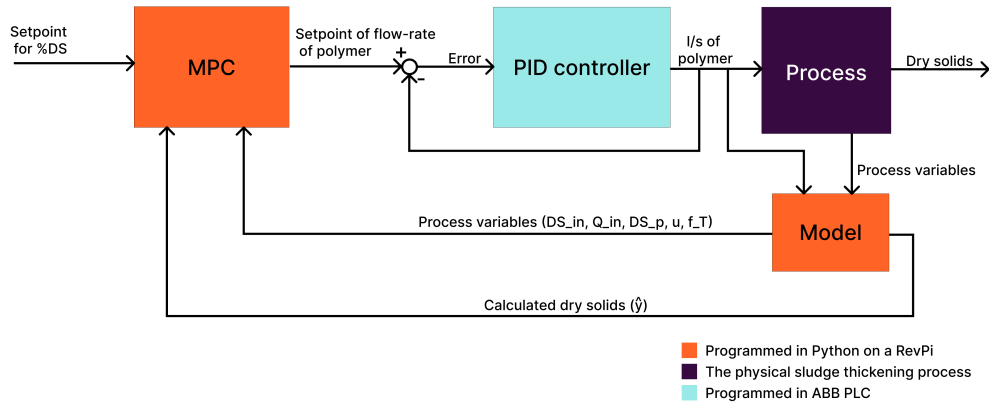 Setpoint
for %DS
MPC
Setpoint of flow-rate
of polymer
+
-
Error
PID controller
l/s of
polymer
Process
Dry solids
Process variables
Model
Process variables (DS_in, Q_in, DS_p, u, f_T)
Calculated dry solids (ŷ)
Programmed in Python on a RevPi
The physical sludge thickening process
Programmed in ABB PLC